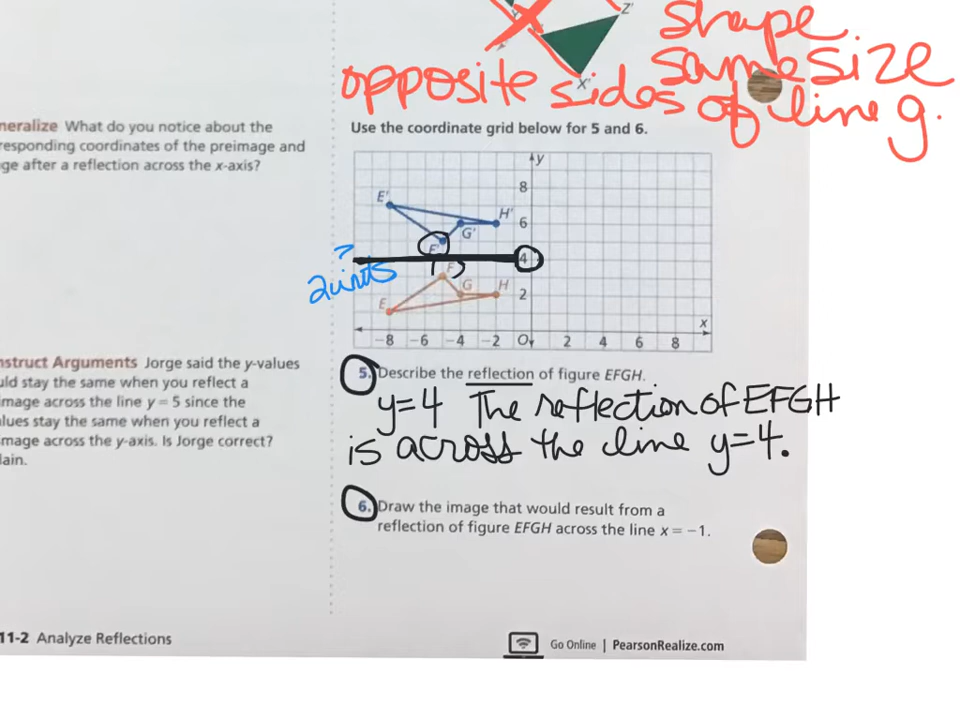 Z'
shape
same size
X'
opposite sides of line g.
neralize What do you notice about the
responding coordinates of the preimage and
ge after a reflection across the x-axis?
Use the coordinate grid below for 5 and 6.
y
8
E'
H'
6
G'
F'
4
?
2 units
F
G
H
2
E
x
−8 −6 −4 −2 O 2 4 6 8
nstruct Arguments Jorge said the y-values
uld stay the same when you reflect a
image across the line y = 5 since the
lues stay the same when you reflect a
mage across the y-axis. Is Jorge correct?
lain.
5. Describe the reflection of figure EFGH.
y=4 The reflection of EFGH
is across the line y=4.
6. Draw the image that would result from a
reflection of figure EFGH across the line x = −1.
11-2 Analyze Reflections
Go Online | PearsonRealize.com